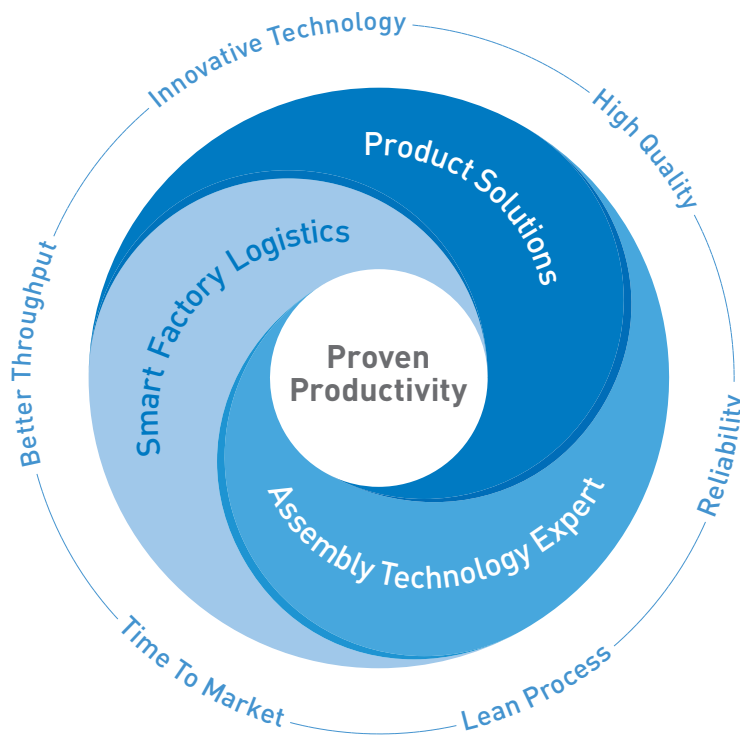 Innovative Technology
High Quality
Reliability
Lean Process
Time To Market
Better Throughput
Product Solutions
Smart Factory Logistics
Assembly Technology Expert
Proven
Productivity